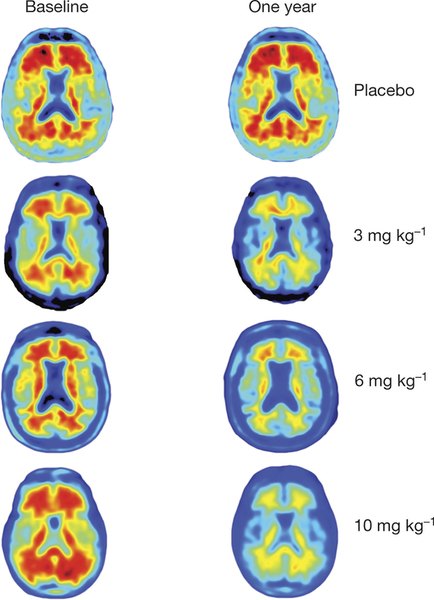 Baseline One year
Placebo
3 mg kg⁻¹
6 mg kg⁻¹
10 mg kg⁻¹